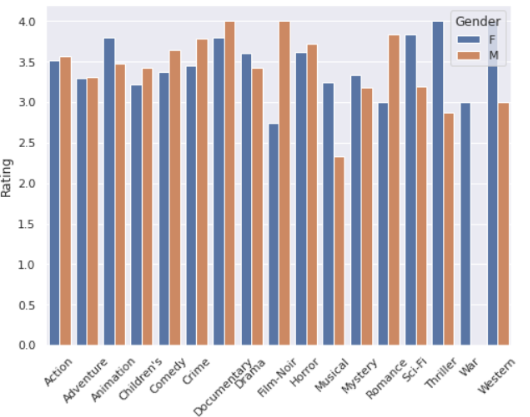 Gender
F
M
4.0
3.5
3.0
2.5
2.0
1.5
1.0
0.5
0.0
Rating
Action
Adventure
Animation
Children's
Comedy
Crime
Documentary
Drama
Film-Noir
Horror
Musical
Mystery
Romance
Sci-Fi
Thriller
War
Western